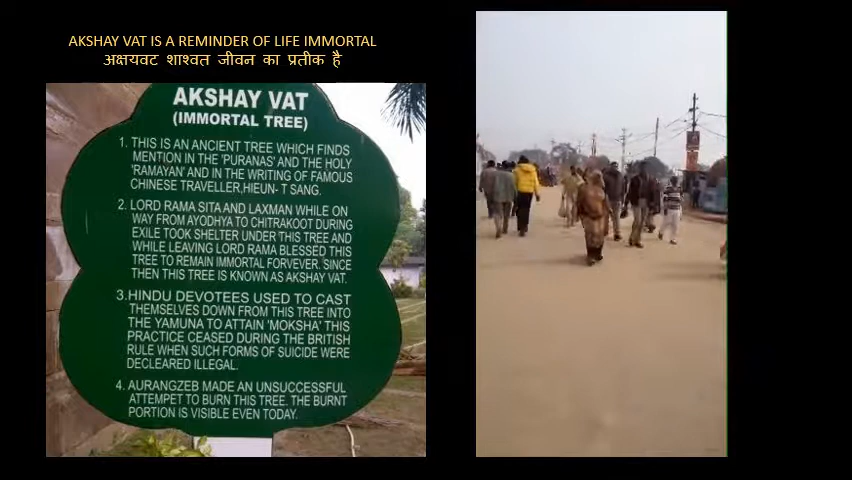 AKSHAY VAT IS A REMINDER OF LIFE IMMORTAL
अक्षयवट शाश्वत जीवन का प्रतीक है
AKSHAY VAT
(IMMORTAL TREE)
1. THIS IS AN ANCIENT TREE WHICH FINDS
MENTION IN THE 'PURANAS' AND THE HOLY
'RAMAYAN' AND IN THE WRITING OF FAMOUS
CHINESE TRAVELLER,HIEUN- T SANG.
2. LORD RAMA SITA AND LAXMAN WHILE ON
WAY FROM AYODHYA TO CHITRAKOOT DURING
EXILE TOOK SHELTER UNDER THIS TREE AND
WHILE LEAVING LORD RAMA BLESSED THIS
TREE TO REMAIN IMMORTAL FORVEVER. SINCE
THEN THIS TREE IS KNOWN AS AKSHAY VAT.
3.HINDU DEVOTEES USED TO CAST
THEMSELVES DOWN FROM THIS TREE INTO
THE YAMUNA TO ATTAIN 'MOKSHA' THIS
PRACTICE CEASED DURING THE BRITISH
RULE WHEN SUCH FORMS OF SUICIDE WERE
DECLEARED ILLEGAL.
4. AURANGZEB MADE AN UNSUCCESSFUL
ATTEMPET TO BURN THIS TREE. THE BURNT
PORTION IS VISIBLE EVEN TODAY.